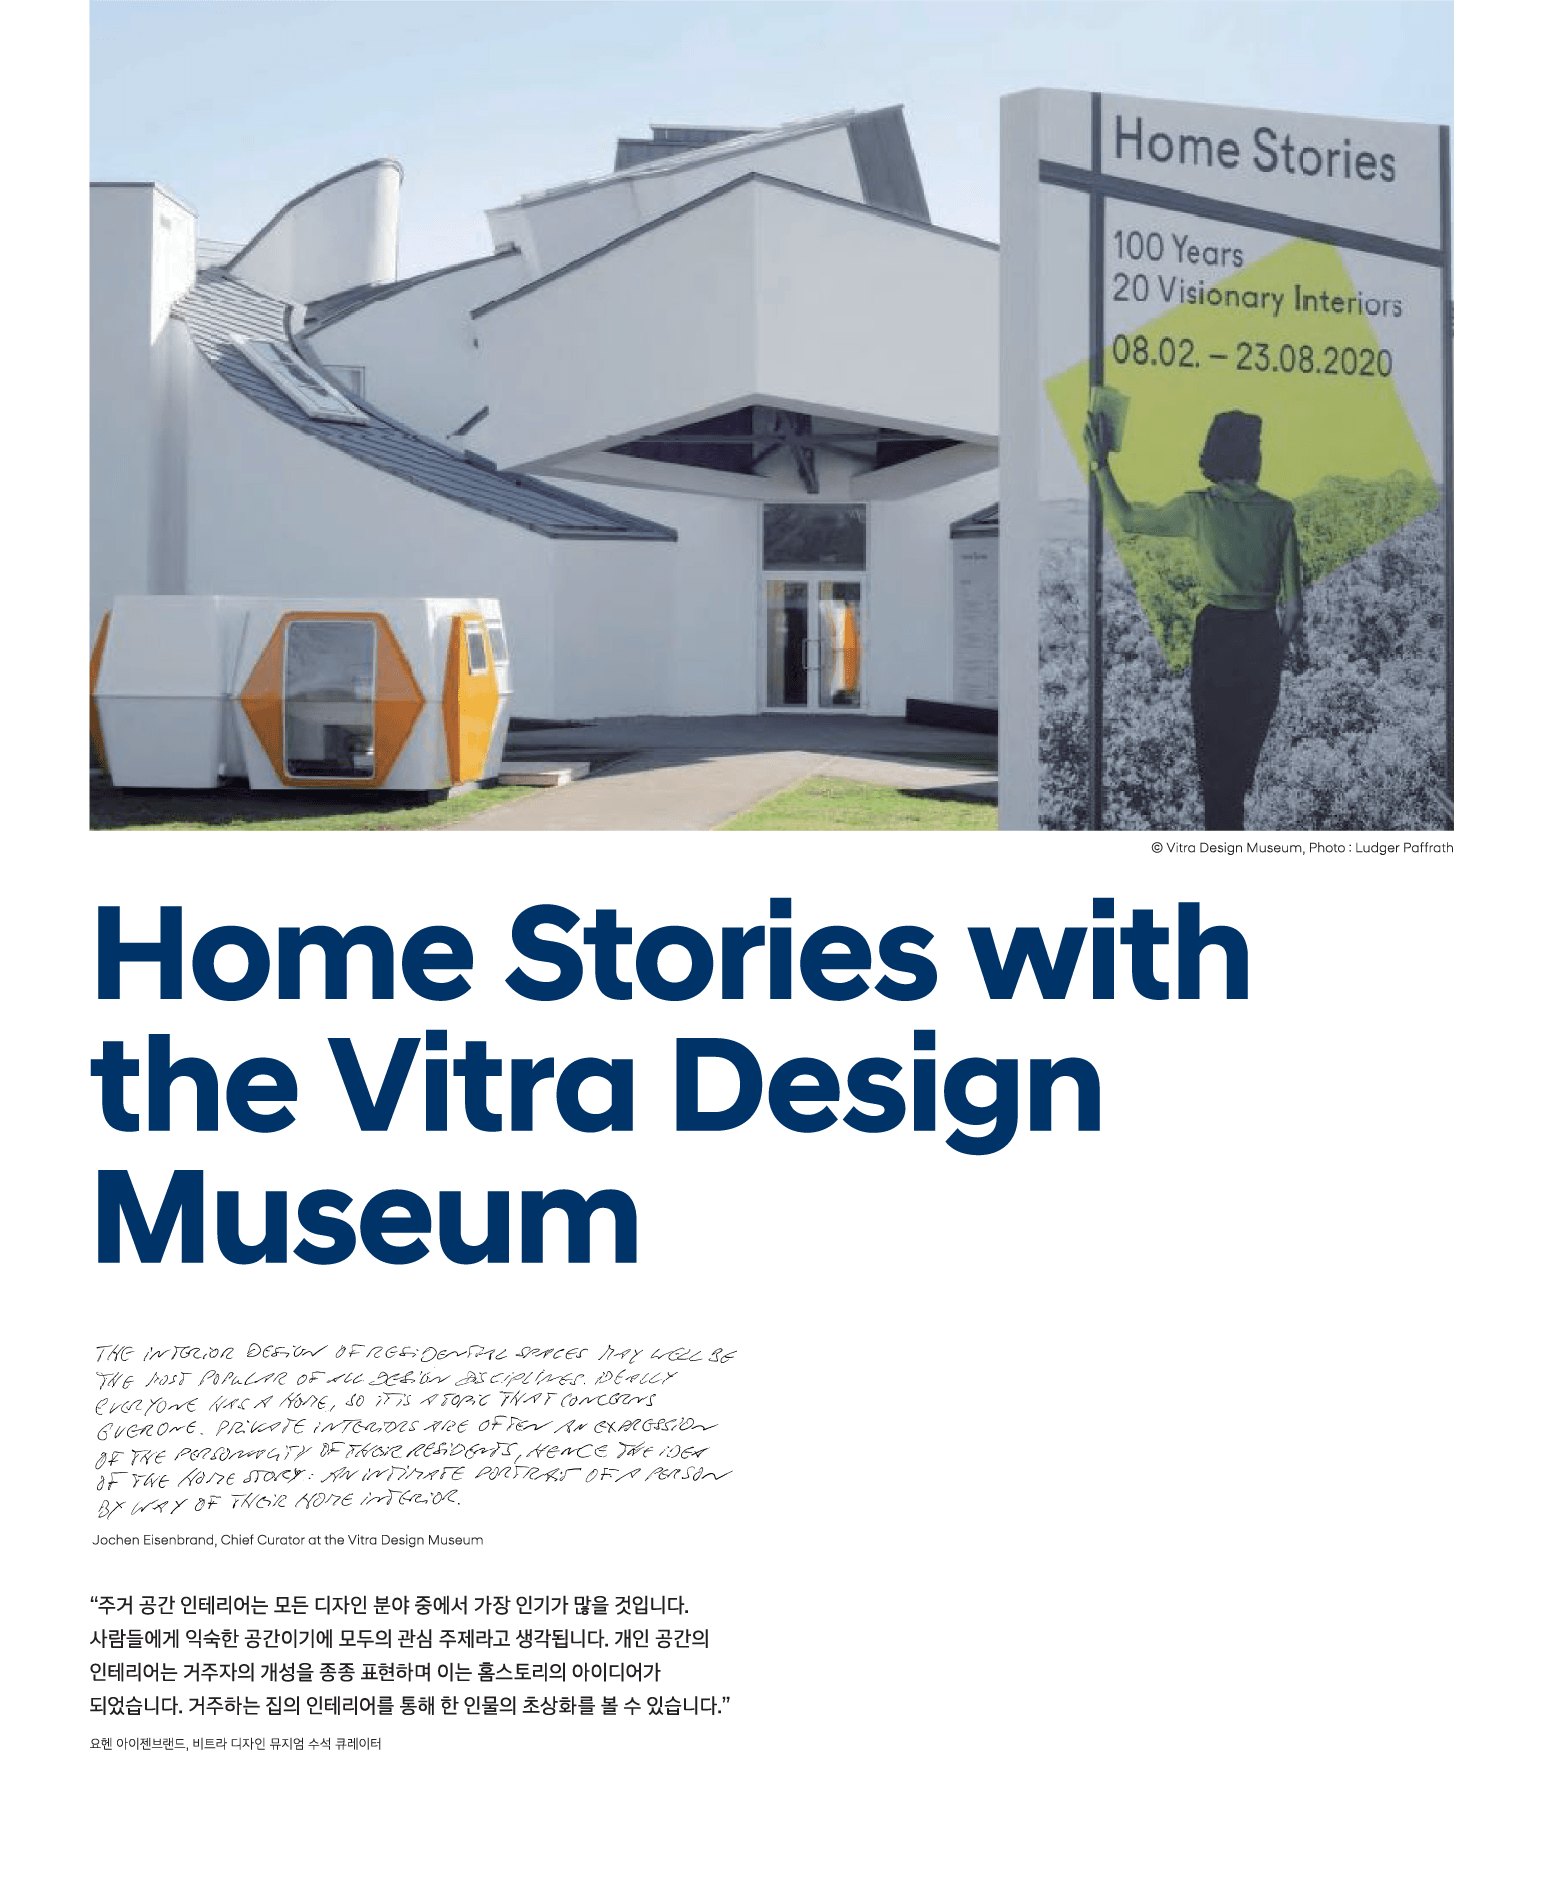 Home Stories
100 Years
20 Visionary Interiors
08.02. – 23.08.2020
© Vitra Design Museum, Photo : Ludger Paffrath
Home Stories with
the Vitra Design
Museum
THE INTERIOR DESIGN OF RESIDENTIAL SPACES MAY WELL BE
THE MOST POPULAR OF ALL DESIGN DISCIPLINES. IDEALLY
EVERYONE HAS A HOME, SO IT IS A TOPIC THAT CONCERNS
EVERONE. PRIVATE INTERIORS ARE OFTEN AN EXPRESSION
OF THE PERSONALITY OF THEIR RESIDENTS, HENCE THE IDEA
OF THE HOME STORY: AN INTIMATE PORTRAIT OF A PERSON
BY WAY OF THEIR HOME INTERIOR.
Jochen Eisenbrand, Chief Curator at the Vitra Design Museum
“주거 공간 인테리어는 모든 디자인 분야 중에서 가장 인기가 많을 것입니다.
사람들에게 익숙한 공간이기에 모두의 관심 주제라고 생각됩니다. 개인 공간의
인테리어는 거주자의 개성을 종종 표현하며 이는 홈스토리의 아이디어가
되었습니다. 거주하는 집의 인테리어를 통해 한 인물의 초상화를 볼 수 있습니다.”
요헨 아이젠브랜드, 비트라 디자인 뮤지엄 수석 큐레이터